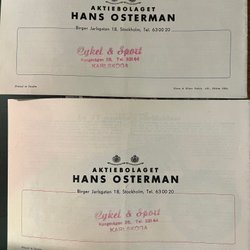 AKTIEBOLAGET
HANS OSTERMAN
Birger Jarlsgatan 18, Stockholm, Tel. 63 00 20
Cykel & Sport
KARLSKOGA
AKTIEBOLAGET
HANS OSTERMAN
Birger Jarlsgatan 18, Stockholm, Tel. 63 00 20
Cykel & Sport
KARLSKOGA